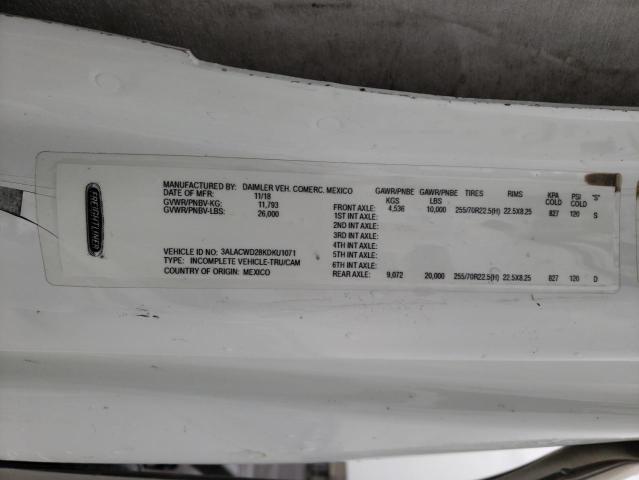 FREIGHTLINER
MANUFACTURED BY: DAIMLER VEH. COMERC. MEXICO
DATE OF MFR: 11/18
GVWR/PNBV-KG: 11,793
GVWR/PNBV-LBS: 26,000
VEHICLE ID NO: 3ALACWD28KDKU1071
TYPE: INCOMPLETE VEHICLE-TRU/CAM
COUNTRY OF ORIGIN: MEXICO
GAWR/PNBE KGS GAWR/PNBE LBS TIRES RIMS KPA COLD PSI COLD
FRONT AXLE: 4,536 10,000 255/70R22.5(H) 22.5X8.25 827 120 S
1ST INT AXLE:
2ND INT AXLE:
3RD INT AXLE:
4TH INT AXLE:
5TH INT AXLE:
6TH INT AXLE:
REAR AXLE: 9,072 20,000 255/70R22.5(H) 22.5X8.25 827 120 D